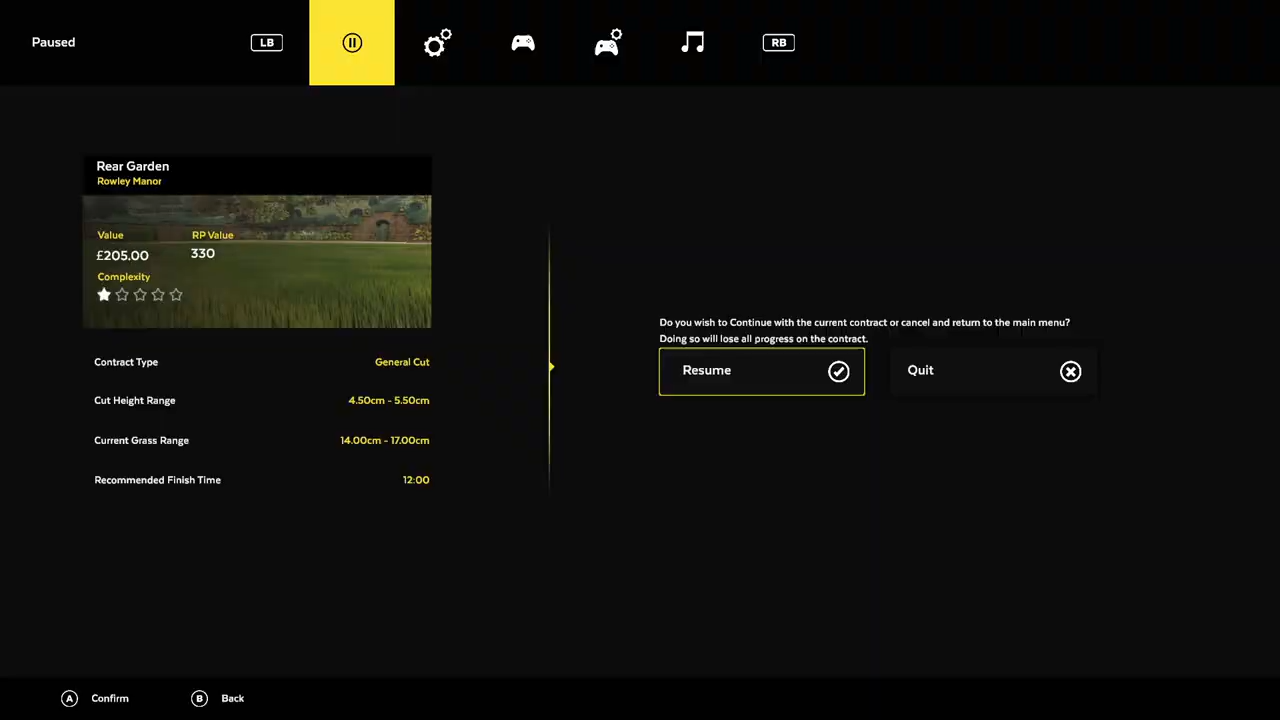 Paused
LB
RB
Rear Garden
Rowley Manor
Value
RP Value
£205.00
330
Complexity
Contract Type
General Cut
Cut Height Range
4.50cm - 5.50cm
Current Grass Range
14.00cm - 17.00cm
Recommended Finish Time
12:00
Do you wish to Continue with the current contract or cancel and return to the main menu?
Doing so will lose all progress on the contract.
Resume
Quit
A Confirm
B Back